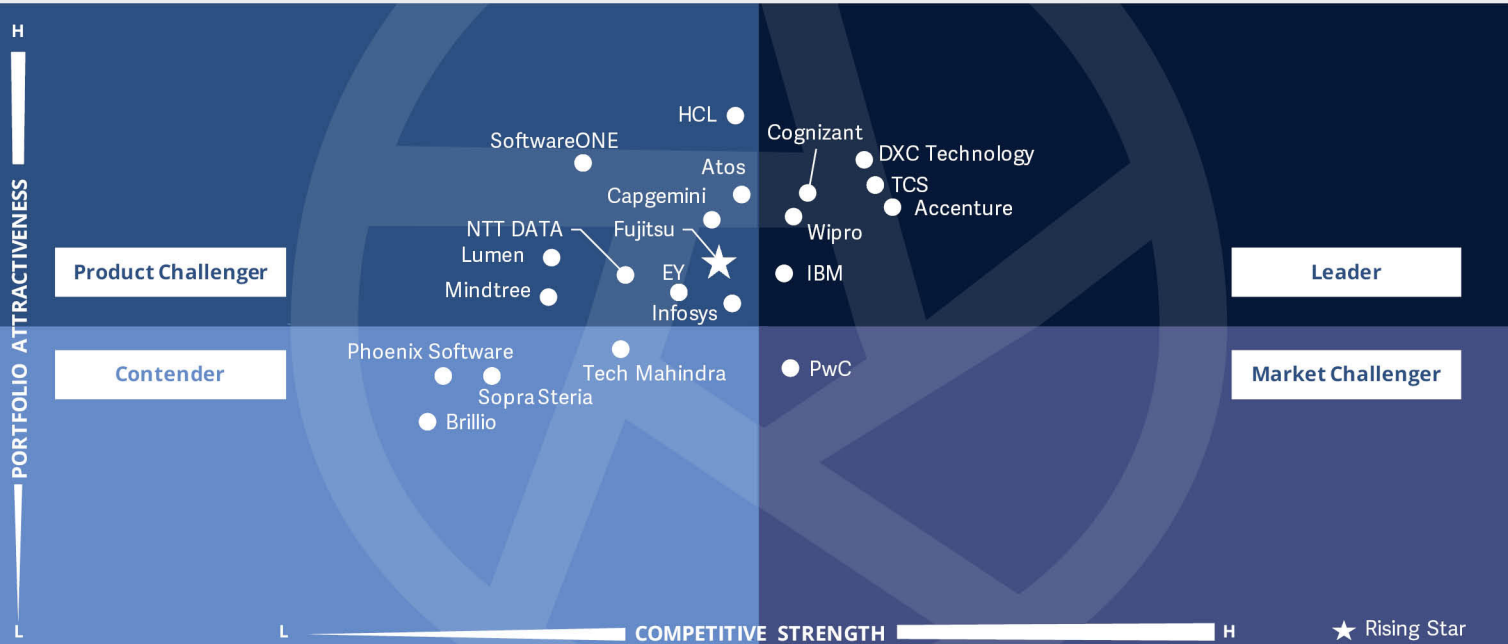 H
PORTFOLIO ATTRACTIVENESS
L
Product Challenger
Contender
Leader
Market Challenger
HCL
SoftwareONE
Cognizant
DXC Technology
Atos
TCS
Capgemini
Accenture
NTT DATA
Fujitsu
Wipro
Lumen
EY
IBM
Mindtree
Infosys
Phoenix Software
Tech Mahindra
PwC
Sopra Steria
Brillio
L
COMPETITIVE STRENGTH
H
Rising Star